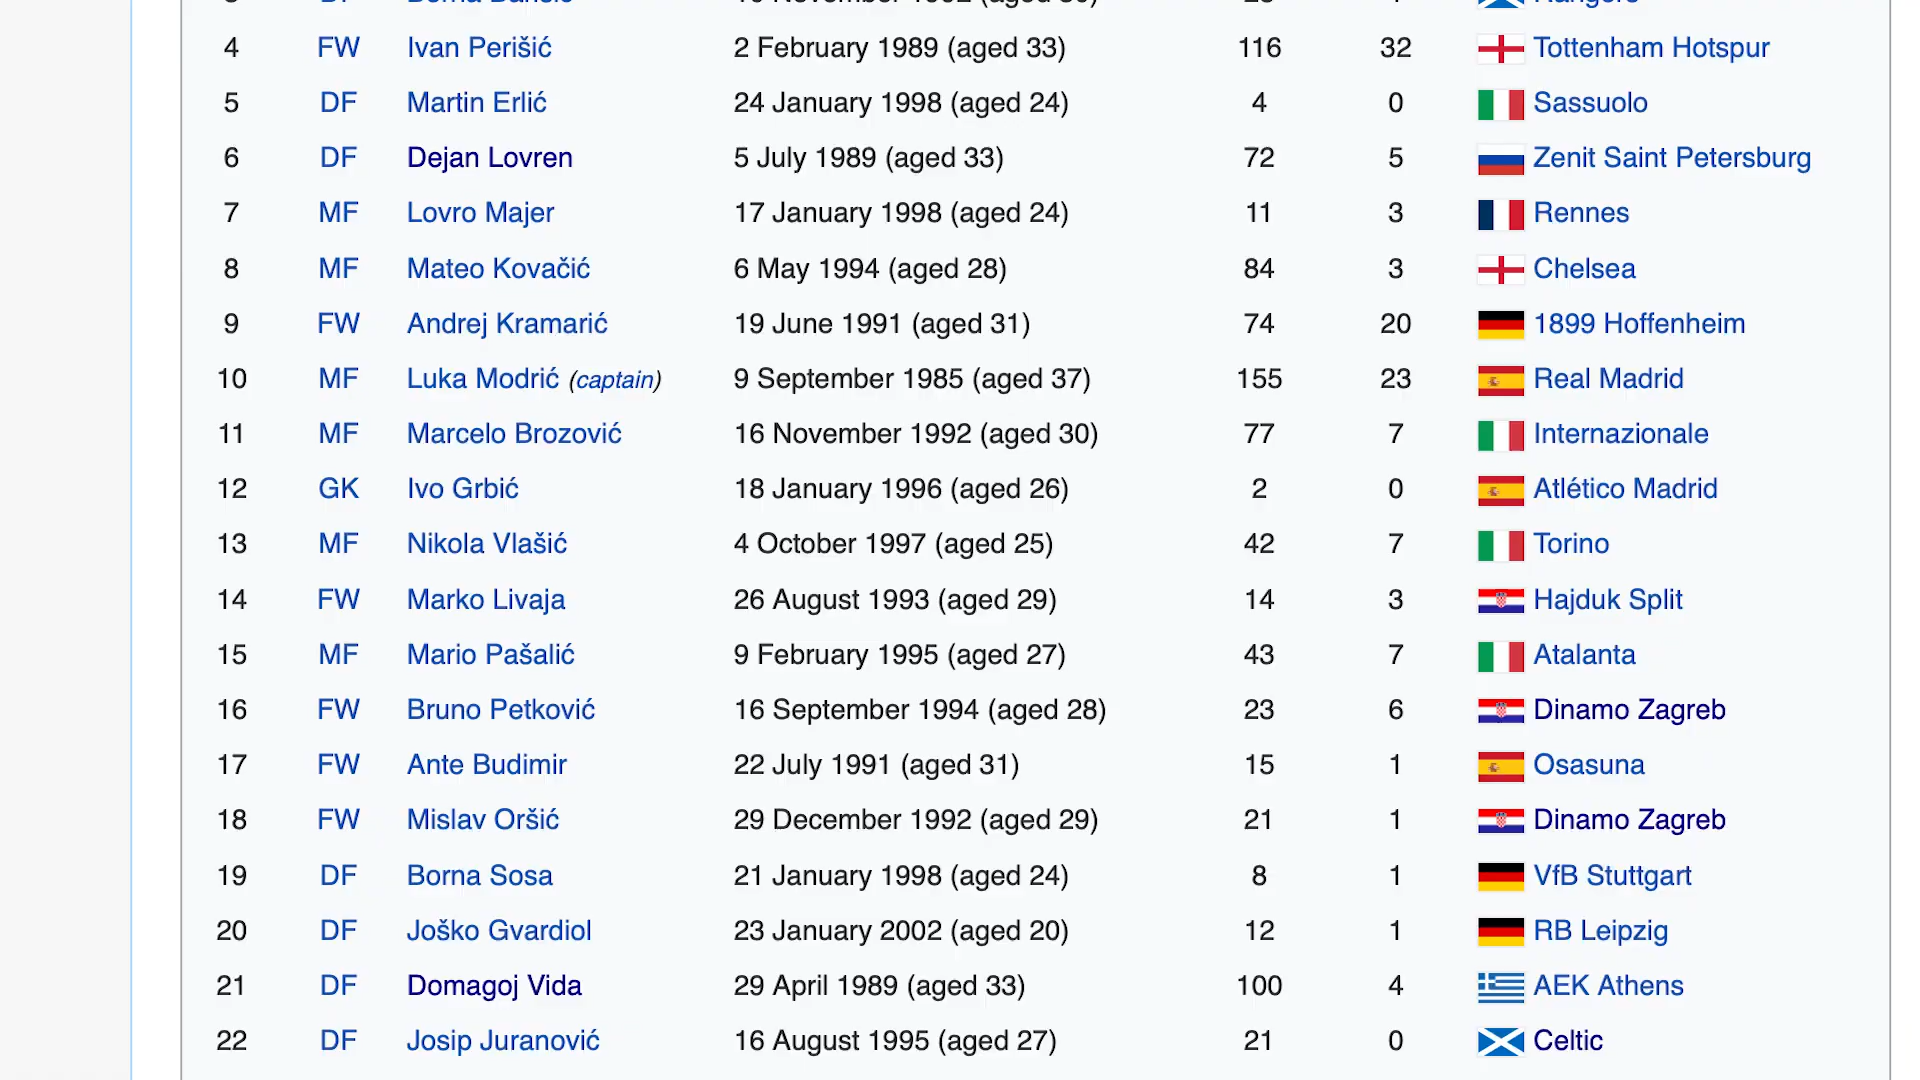 4 FW Ivan Perišić 2 February 1989 (aged 33) 116 32 Tottenham Hotspur
5 DF Martin Erlić 24 January 1998 (aged 24) 4 0 Sassuolo
6 DF Dejan Lovren 5 July 1989 (aged 33) 72 5 Zenit Saint Petersburg
7 MF Lovro Majer 17 January 1998 (aged 24) 11 3 Rennes
8 MF Mateo Kovačić 6 May 1994 (aged 28) 84 3 Chelsea
9 FW Andrej Kramarić 19 June 1991 (aged 31) 74 20 1899 Hoffenheim
10 MF Luka Modrić (captain) 9 September 1985 (aged 37) 155 23 Real Madrid
11 MF Marcelo Brozović 16 November 1992 (aged 30) 77 7 Internazionale
12 GK Ivo Grbić 18 January 1996 (aged 26) 2 0 Atlético Madrid
13 MF Nikola Vlašić 4 October 1997 (aged 25) 42 7 Torino
14 FW Marko Livaja 26 August 1993 (aged 29) 14 3 Hajduk Split
15 MF Mario Pašalić 9 February 1995 (aged 27) 43 7 Atalanta
16 FW Bruno Petković 16 September 1994 (aged 28) 23 6 Dinamo Zagreb
17 FW Ante Budimir 22 July 1991 (aged 31) 15 1 Osasuna
18 FW Mislav Oršić 29 December 1992 (aged 29) 21 1 Dinamo Zagreb
19 DF Borna Sosa 21 January 1998 (aged 24) 8 1 VfB Stuttgart
20 DF Joško Gvardiol 23 January 2002 (aged 20) 12 1 RB Leipzig
21 DF Domagoj Vida 29 April 1989 (aged 33) 100 4 AEK Athens
22 DF Josip Juranović 16 August 1995 (aged 27) 21 0 Celtic